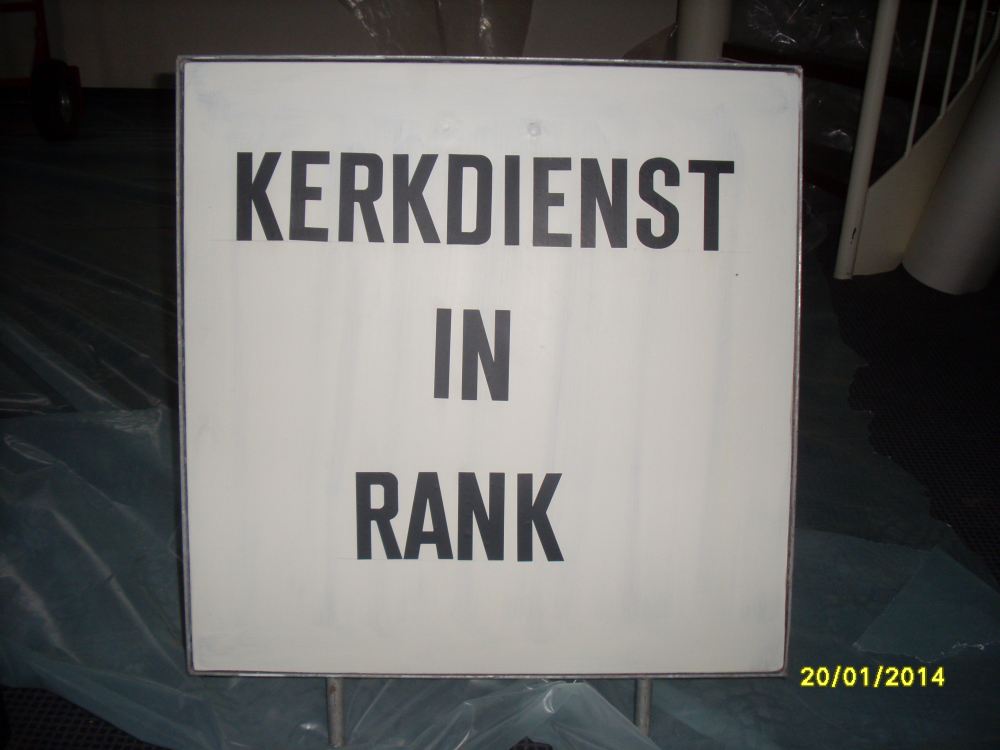 KERKDIENST
IN
RANK
20/01/2014